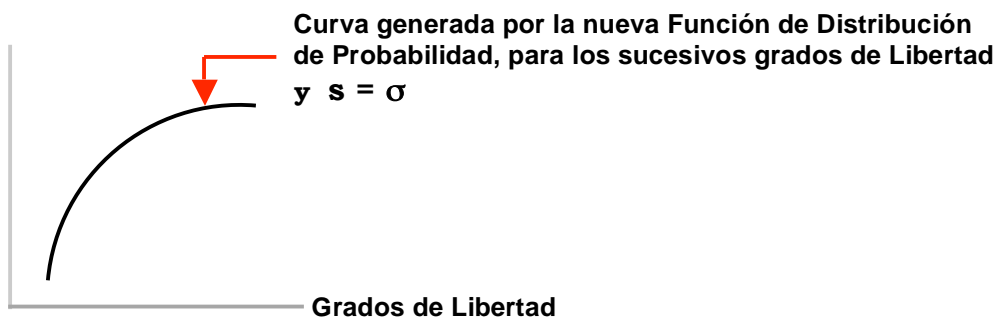 Curva generada por la nueva Función de Distribución
de Probabilidad, para los sucesivos grados de Libertad
y s = σ
Grados de Libertad